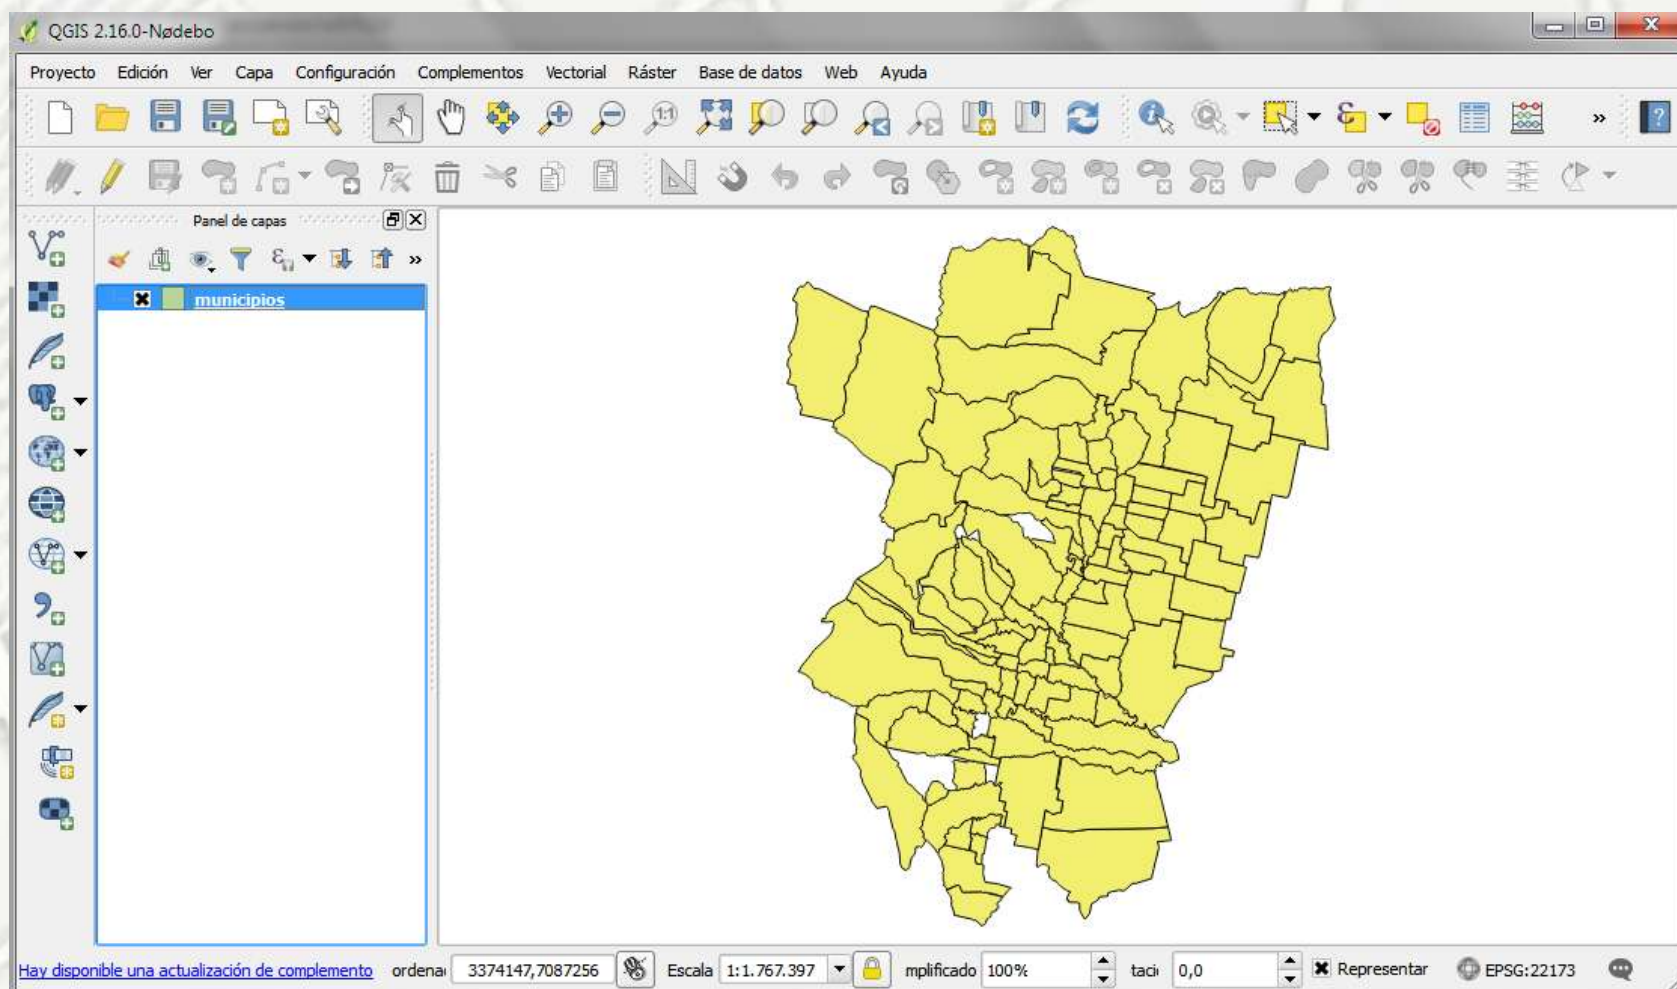 QGIS 2.16.0-Nødebo
Proyecto Edición Ver Capa Configuración Complementos Vectorial Ráster Base de datos Web Ayuda
1:1
»
?
Panel de capas
»
municipios
Hay disponible una actualización de complemento ordena 3374147,7087256 Escala 1:1.767.397 mplificado 100% taci 0,0 Representar EPSG:22173